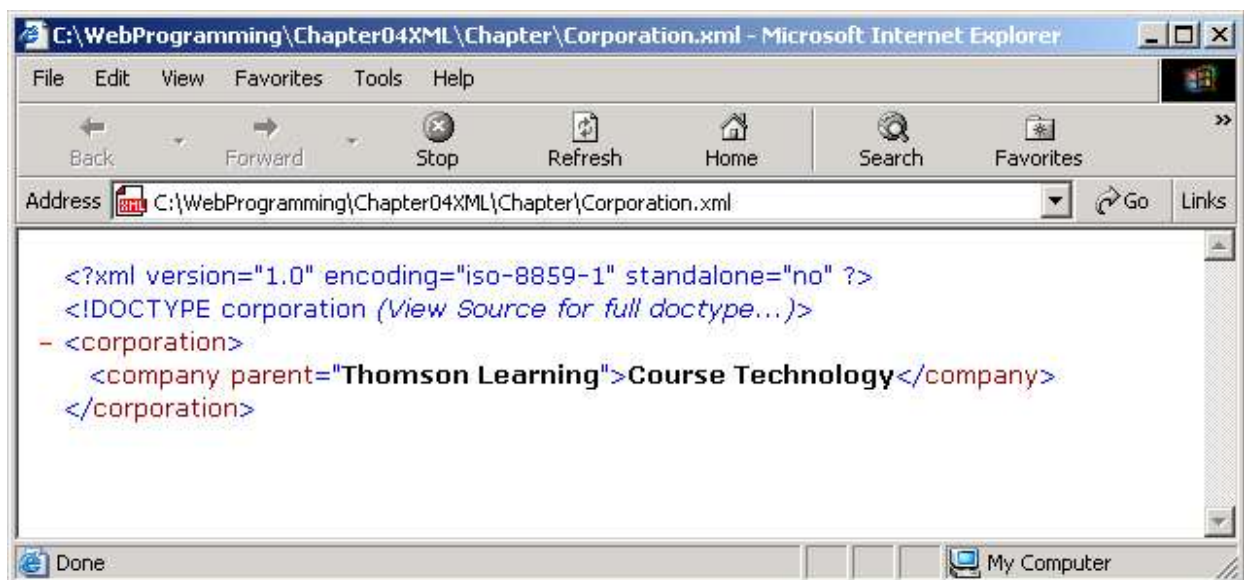 C:\WebProgramming\Chapter04XML\Chapter\Corporation.xml - Microsoft Internet Explorer
File Edit View Favorites Tools Help
Back Forward Stop Refresh Home Search Favorites »
Address C:\WebProgramming\Chapter04XML\Chapter\Corporation.xml Go Links
<?xml version="1.0" encoding="iso-8859-1" standalone="no" ?>
<!DOCTYPE corporation (View Source for full doctype...)>
- <corporation>
<company parent="Thomson Learning">Course Technology</company>
</corporation>
Done My Computer